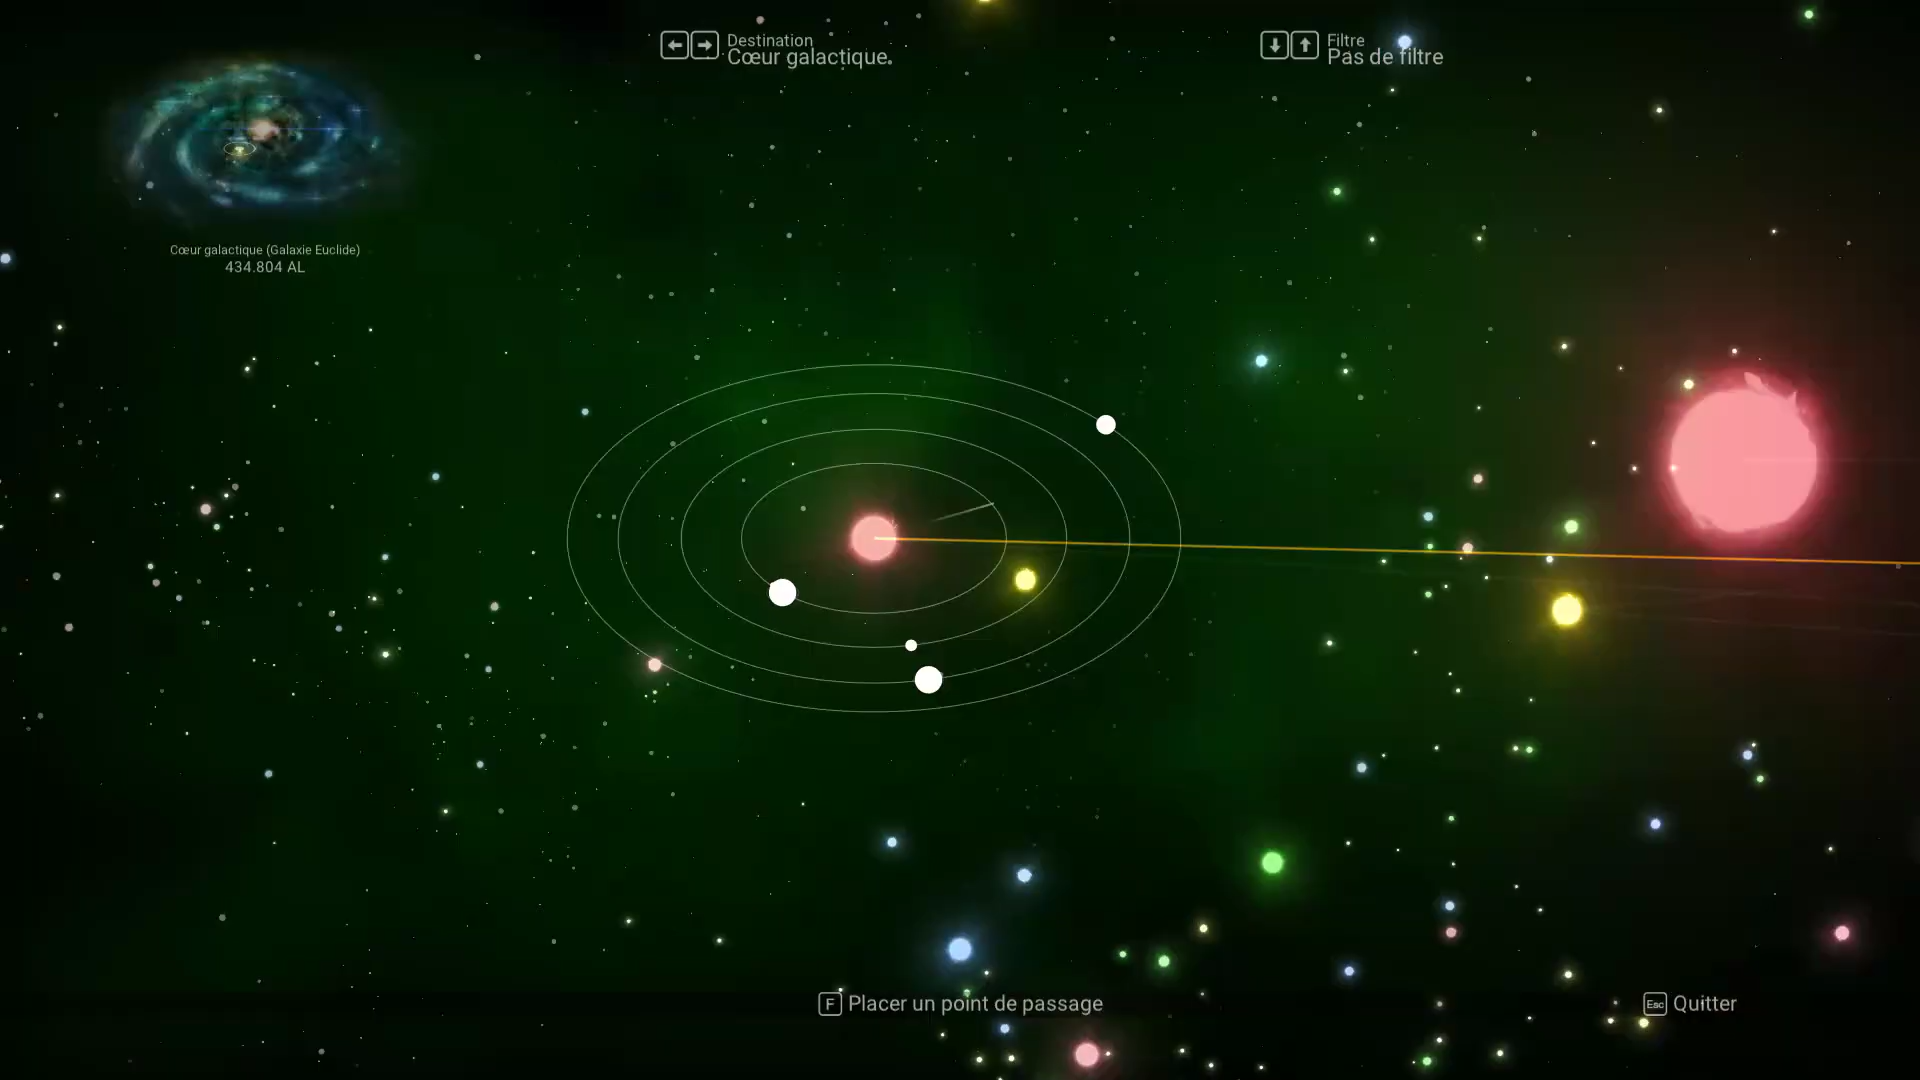 Destination
Cœur galactique
Filtre
Pas de filtre
Cœur galactique (Galaxie Euclide)
434.804 AL
F Placer un point de passage
Esc Quitter